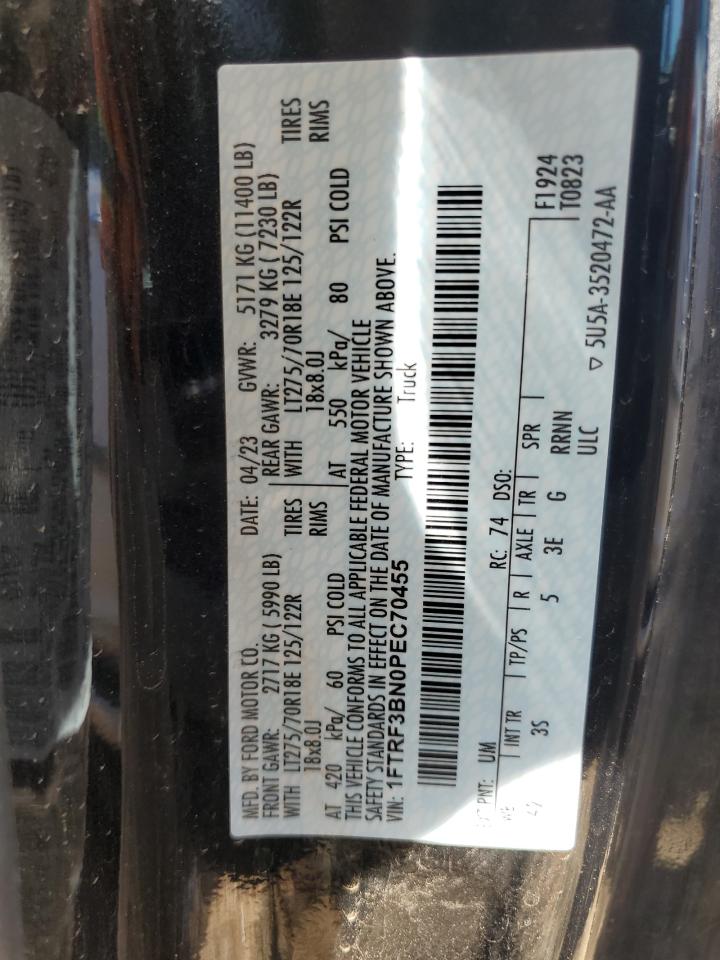 MFD. BY FORD MOTOR CO.
DATE: 04/23 GVWR: 5171 KG (11400 LB)
FRONT GAWR: 2717 KG ( 5990 LB) REAR GAWR: 3279 KG ( 7230 LB)
WITH LT275/70R18E 125/122R TIRES WITH LT275/70R18E 125/122R TIRES
18x8.0J RIMS 18x8.0J RIMS
AT 420 kPa/ 60 PSI COLD AT 550 kPa/ 80 PSI COLD
THIS VEHICLE CONFORMS TO ALL APPLICABLE FEDERAL MOTOR VEHICLE
SAFETY STANDARDS IN EFFECT ON THE DATE OF MANUFACTURE SHOWN ABOVE.
VIN: 1FTRF3BN0PEC70455 TYPE: Truck
PNT: UM RC: 74 DSO: F1924
T0823
INT TR TP/PS R AXLE TR SPR
3S 5 3E G RRNN
ULC
▽ 5U5A-3520472-AA